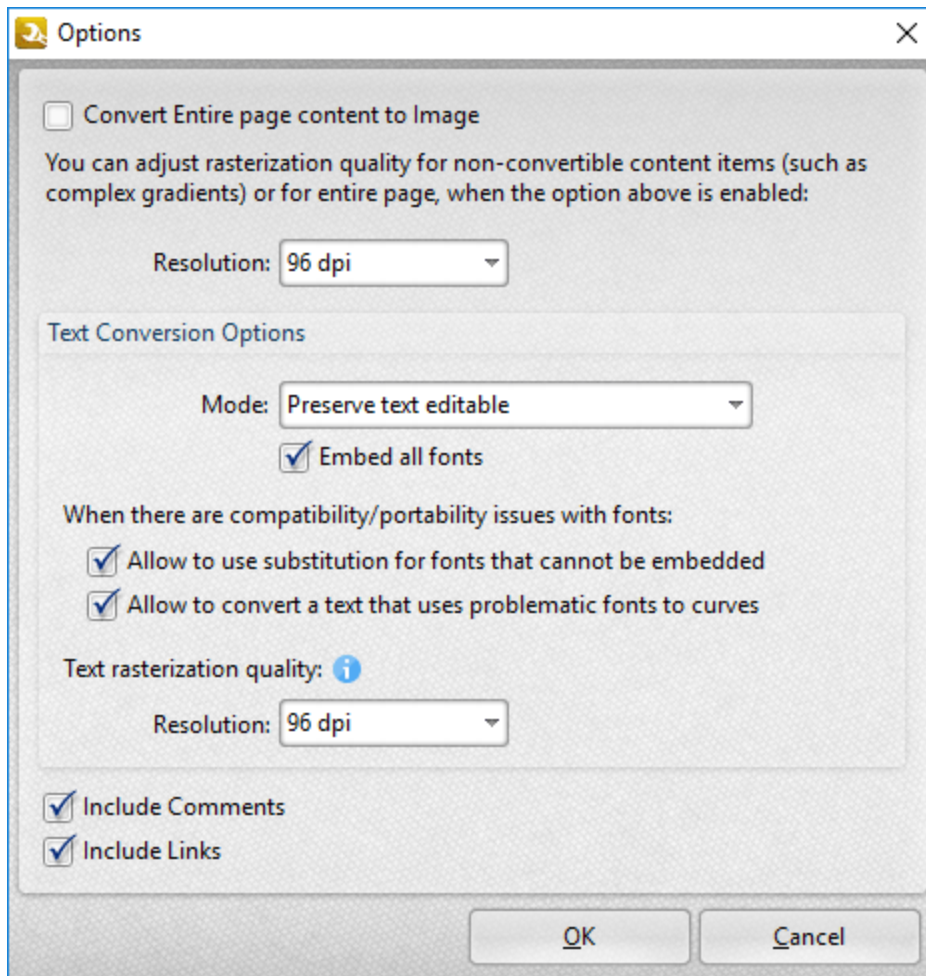 Options
Convert Entire page content to Image
You can adjust rasterization quality for non-convertible content items (such as
complex gradients) or for entire page, when the option above is enabled:
Resolution: 96 dpi
Text Conversion Options
Mode: Preserve text editable
Embed all fonts
When there are compatibility/portability issues with fonts:
Allow to use substitution for fonts that cannot be embedded
Allow to convert a text that uses problematic fonts to curves
Text rasterization quality:
Resolution: 96 dpi
Include Comments
Include Links
OK Cancel